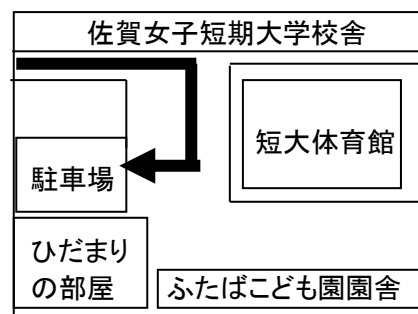 佐賀女子短期大学校舎
短大体育館
駐車場
ひだまり
の部屋
ふたばこども園園舎